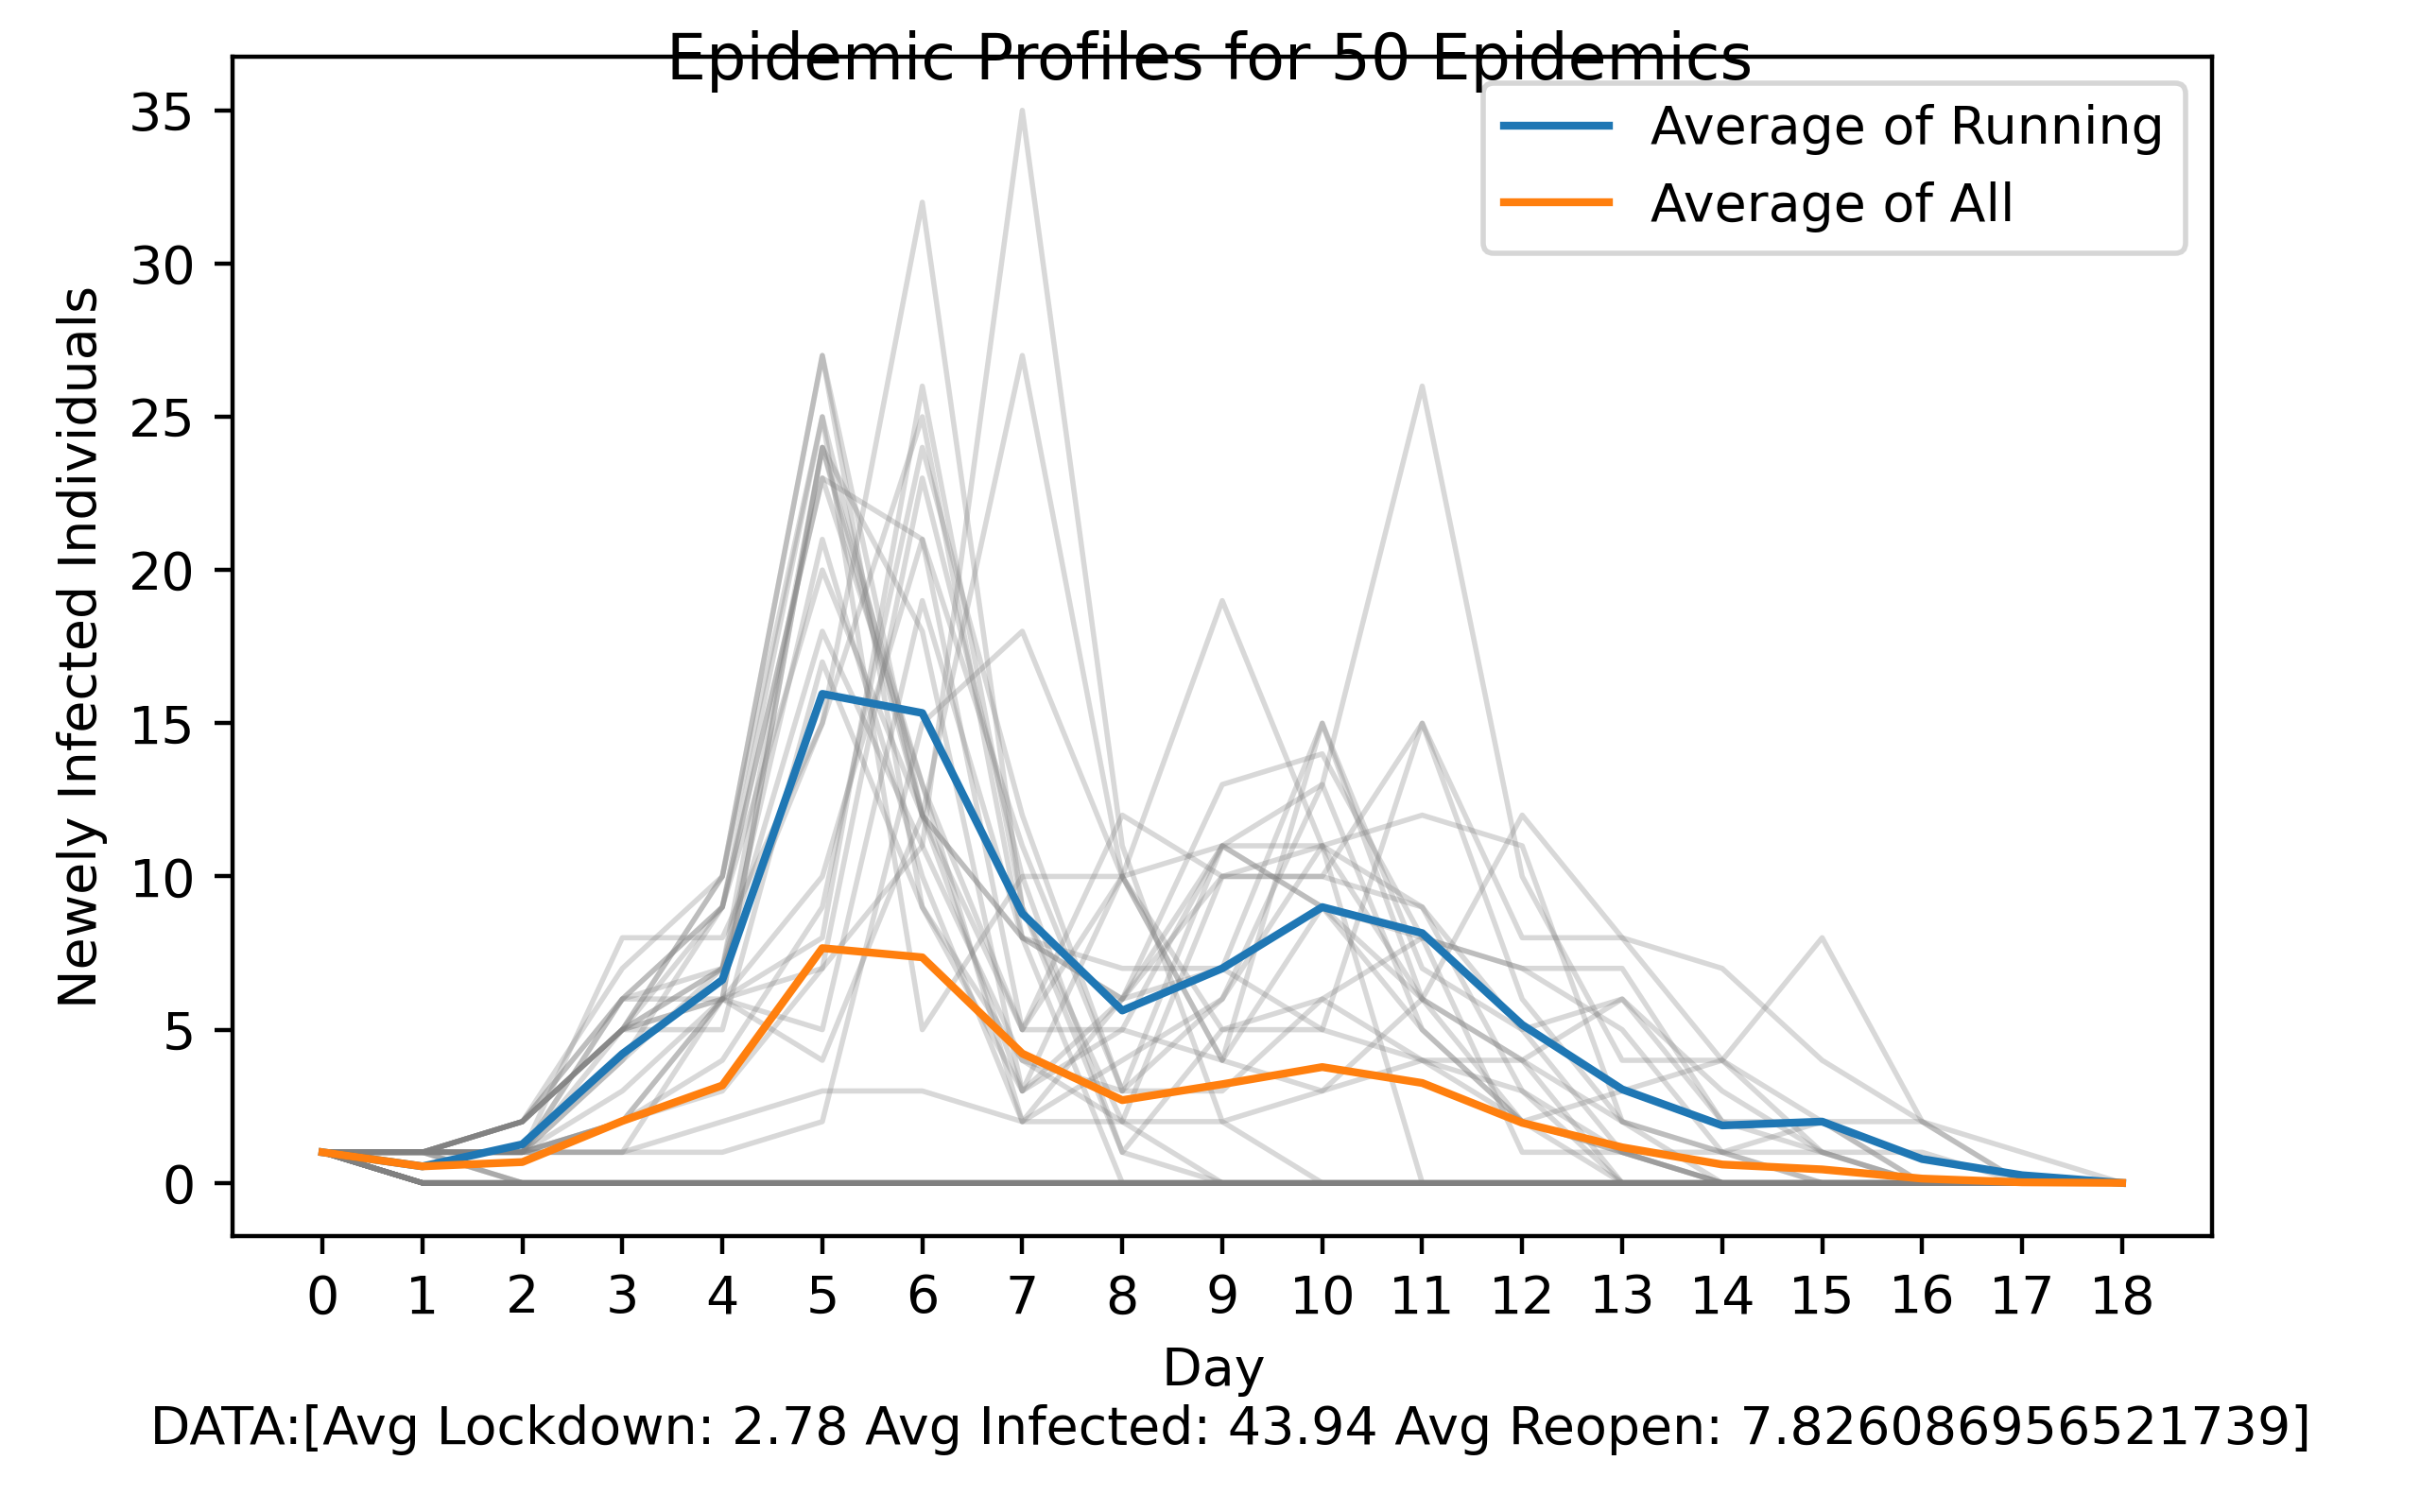 Epidemic Profiles for 50 Epidemics
Average of Running
Average of All
Newely Infected Individuals
35
30
25
20
15
10
5
0
0 1 2 3 4 5 6 7 8 9 10 11 12 13 14 15 16 17 18
Day
DATA:[Avg Lockdown: 2.78 Avg Infected: 43.94 Avg Reopen: 7.826086956521739]